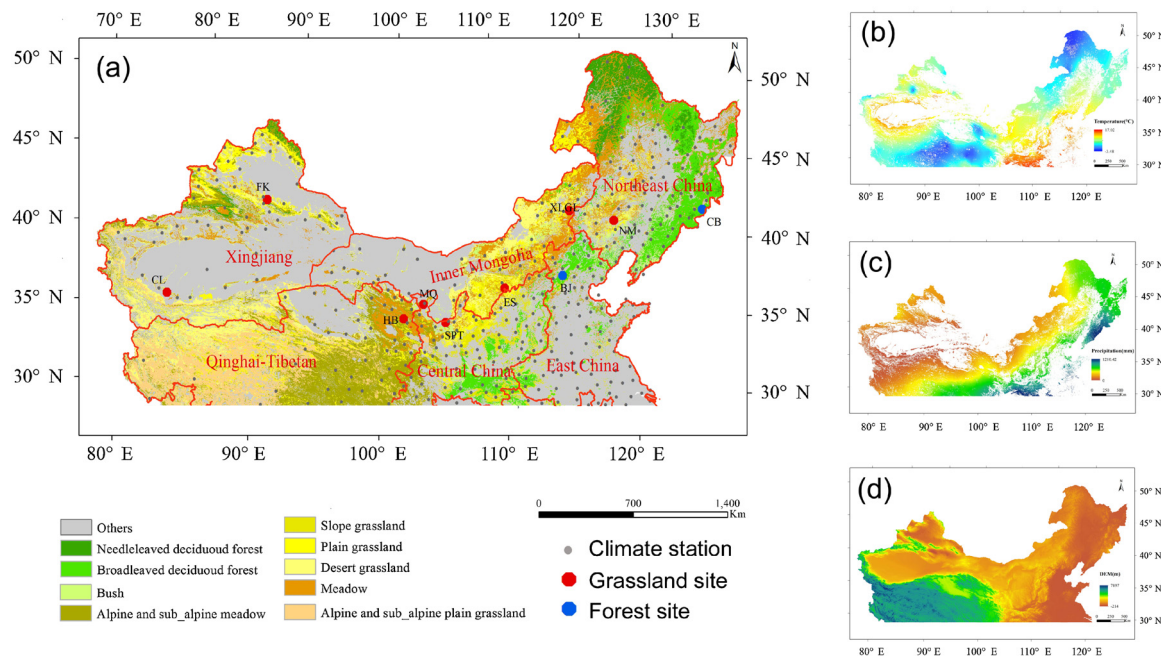 70° E 80° E 90° E 100° E 110° E 120° E 130° E
(a)
N
50° N
45° N
40° N
35° N
30° N
50° N
45° N
40° N
35° N
30° N
FK
XLGL
Northeast China
NM
CB
Xingjiang
Inner Mongolia
CL
MQ
ES
BJ
HB
SPT
Qinghai-Tibetan
Central China
East China
80° E 90° E 100° E 110° E 120° E
Others
Needleleaved deciduoud forest
Broadleaved deciduoud forest
Bush
Alpine and sub_alpine meadow
Slope grassland
Plain grassland
Desert grassland
Meadow
Alpine and sub_alpine plain grassland
0 700 1,400
Km
Climate station
Grassland site
Forest site
(b)
50° N
45° N
40° N
35° N
30° N
Temperature(°C)
80° E 90° E 100° E 110° E 120° E
(c)
50° N
45° N
40° N
35° N
30° N
Precipitation(mm)
80° E 90° E 100° E 110° E 120° E
(d)
50° N
45° N
40° N
35° N
30° N
DEM(m)
80° E 90° E 100° E 110° E 120° E